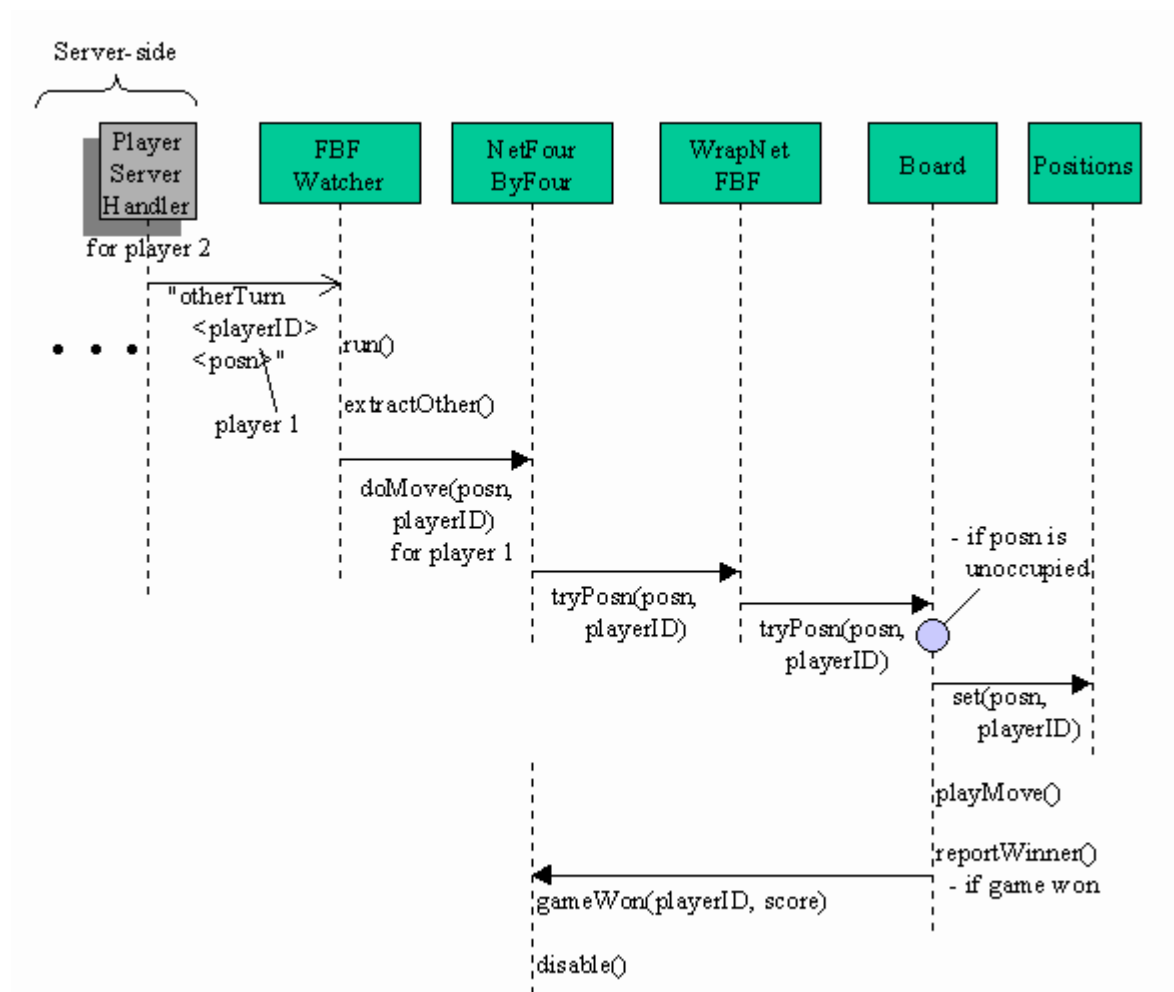 Server-side
Player
Server
Handler
for player 2
FBF
Watcher
NetFour
ByFour
WrapNet
FBF
Board
Positions
"otherTurn
<playerID>
<posn>"
player 1
run()
extractOther()
doMove(posn,
playerID)
for player 1
- if posn is
unoccupied
tryPosn(posn,
playerID)
tryPosn(posn,
playerID)
set(posn,
playerID)
playMove()
reportWinner()
- if game won
gameWon(playerID, score)
disable()